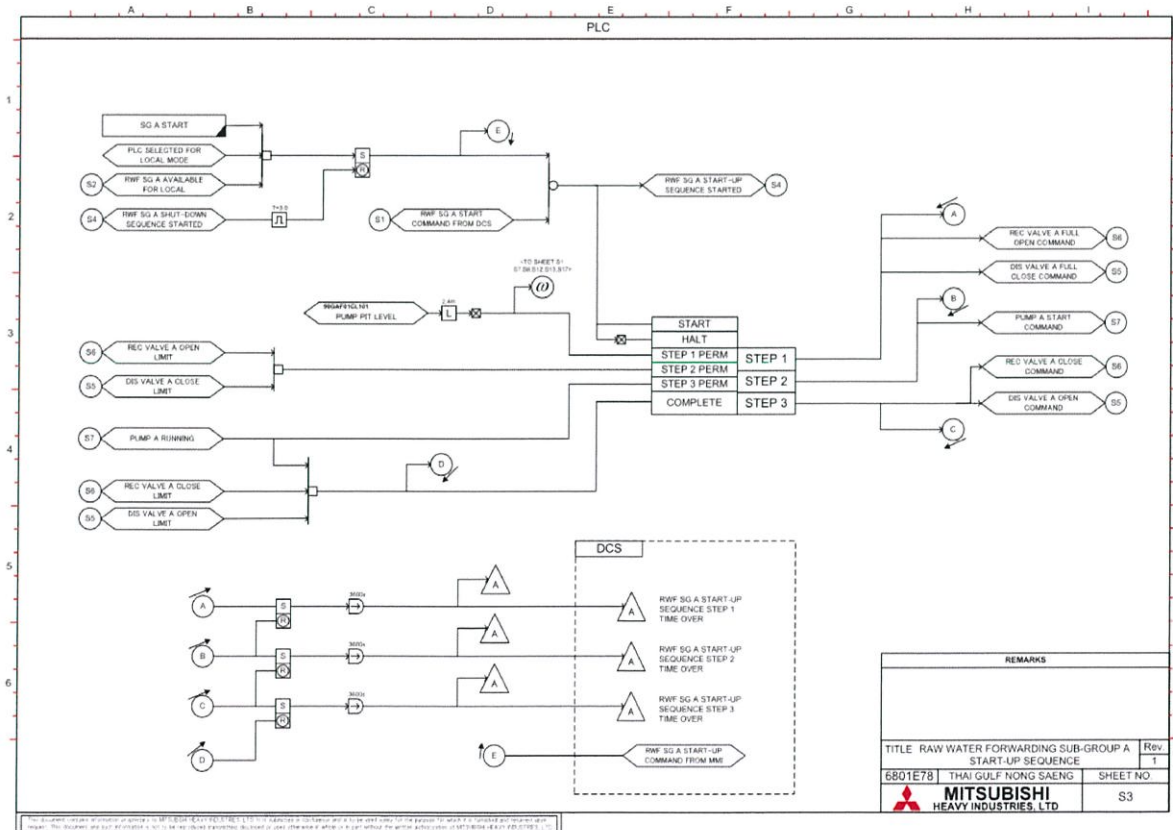 A B C D E F G H I
PLC
1
2
3
4
5
6
SG A START
PLC SELECTED FOR
LOCAL MODE
S2
RWF SG A AVAILABLE
FOR LOCAL
S4
RWF SG A SHUT-DOWN
SEQUENCE STARTED
S
R
E
S1
RWF SG A START
COMMAND FROM DCS
RWF SG A START-UP
SEQUENCE STARTED
S4
PUMP PIT LEVEL
L
ω
START
HALT
STEP 1 PERM
STEP 2 PERM
STEP 3 PERM
COMPLETE
STEP 1
STEP 2
STEP 3
A
REC VALVE A FULL
OPEN COMMAND
S6
DIS VALVE A FULL
CLOSE COMMAND
S5
B
PUMP A START
COMMAND
S7
REC VALVE A CLOSE
COMMAND
S6
DIS VALVE A OPEN
COMMAND
S5
C
S6
REC VALVE A OPEN
LIMIT
S5
DIS VALVE A CLOSE
LIMIT
S7
PUMP A RUNNING
D
S6
REC VALVE A CLOSE
LIMIT
S5
DIS VALVE A OPEN
LIMIT
DCS
A
S
R
3600s
A
A
RWF SG A START-UP
SEQUENCE STEP 1
TIME OVER
B
S
R
3600s
A
A
RWF SG A START-UP
SEQUENCE STEP 2
TIME OVER
C
S
R
3600s
A
A
RWF SG A START-UP
SEQUENCE STEP 3
TIME OVER
D
E
RWF SG A START-UP
COMMAND FROM MMI
REMARKS
TITLE RAW WATER FORWARDING SUB-GROUP A
START-UP SEQUENCE
Rev.
1
6801E78 THAI GULF NONG SAENG SHEET NO.
MITSUBISHI
HEAVY INDUSTRIES, LTD
S3